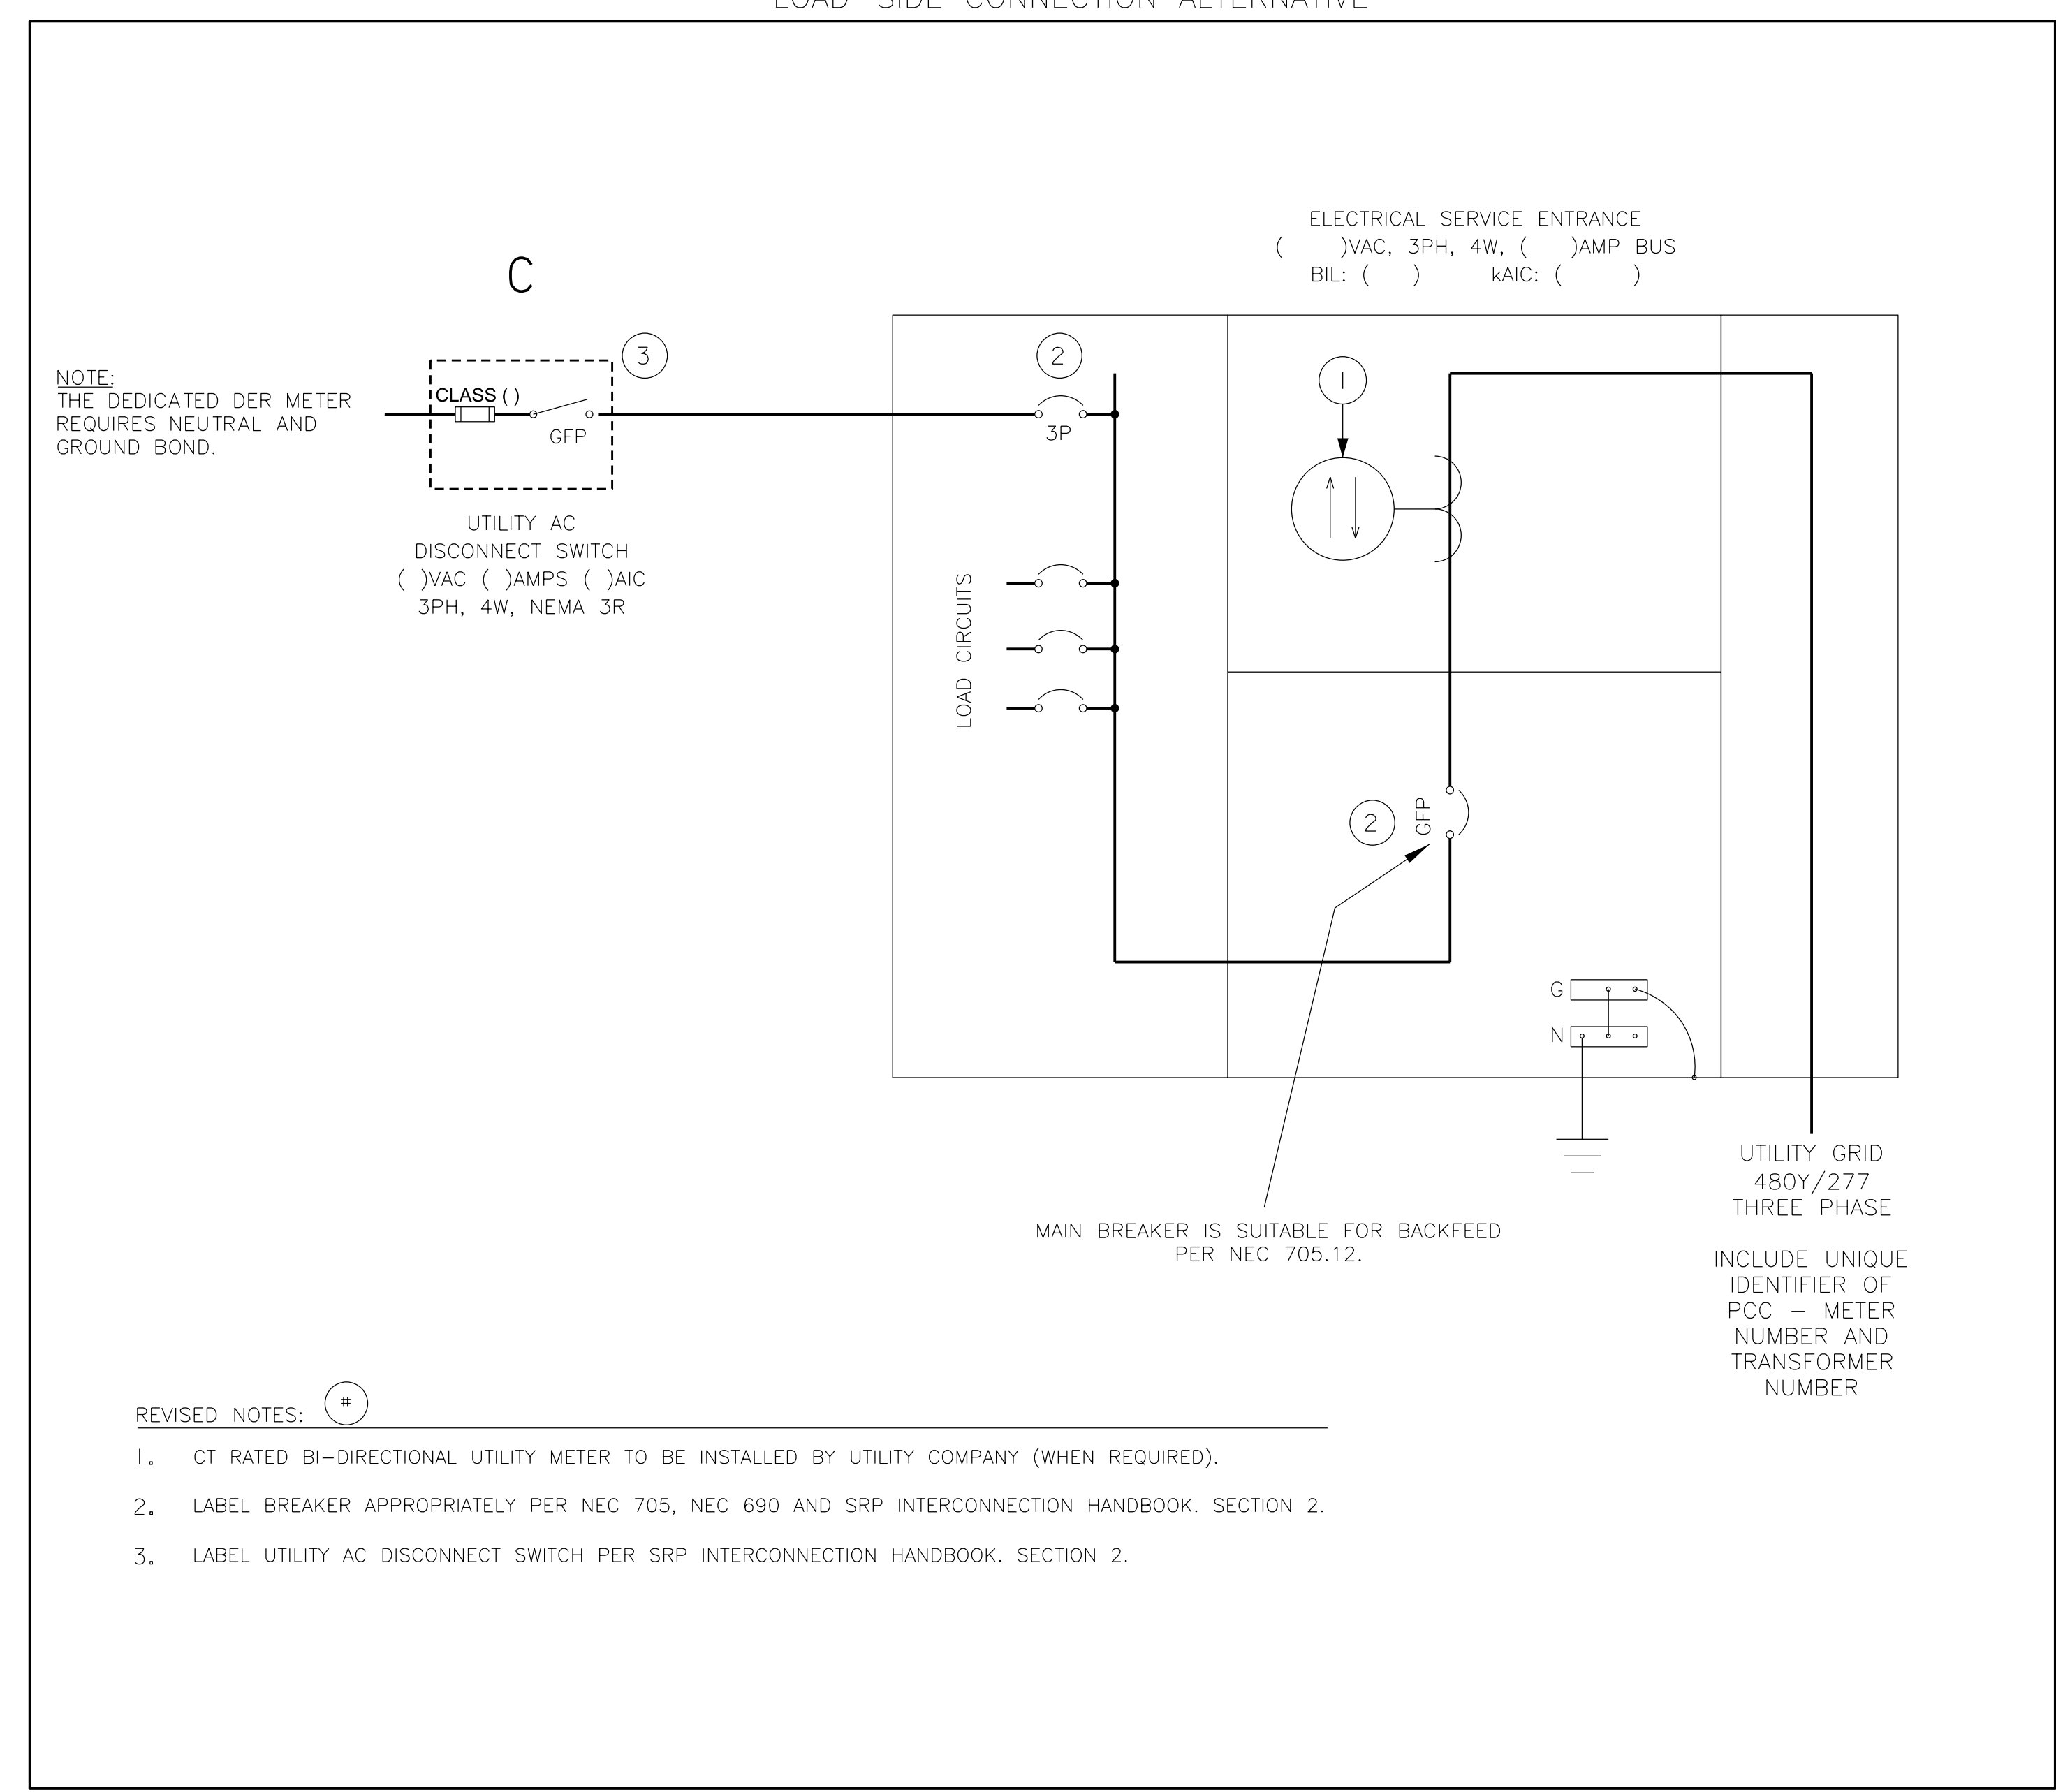 LOAD SIDE CONNECTION ALTERNATIVE
ELECTRICAL SERVICE ENTRANCE
( )VAC, 3PH, 4W, ( )AMP BUS
BIL: ( ) kAIC: ( )
C
3
2
1
NOTE:
THE DEDICATED DER METER
REQUIRES NEUTRAL AND
GROUND BOND.
CLASS ( )
GFP
3P
UTILITY AC
DISCONNECT SWITCH
( )VAC ( )AMPS ( )AIC
3PH, 4W, NEMA 3R
LOAD CIRCUITS
2
GFP
G
N
UTILITY GRID
480Y/277
THREE PHASE
MAIN BREAKER IS SUITABLE FOR BACKFEED
PER NEC 705.12.
INCLUDE UNIQUE
IDENTIFIER OF
PCC – METER
NUMBER AND
TRANSFORMER
NUMBER
REVISED NOTES: #
1. CT RATED BI-DIRECTIONAL UTILITY METER TO BE INSTALLED BY UTILITY COMPANY (WHEN REQUIRED).
2. LABEL BREAKER APPROPRIATELY PER NEC 705, NEC 690 AND SRP INTERCONNECTION HANDBOOK. SECTION 2.
3. LABEL UTILITY AC DISCONNECT SWITCH PER SRP INTERCONNECTION HANDBOOK. SECTION 2.